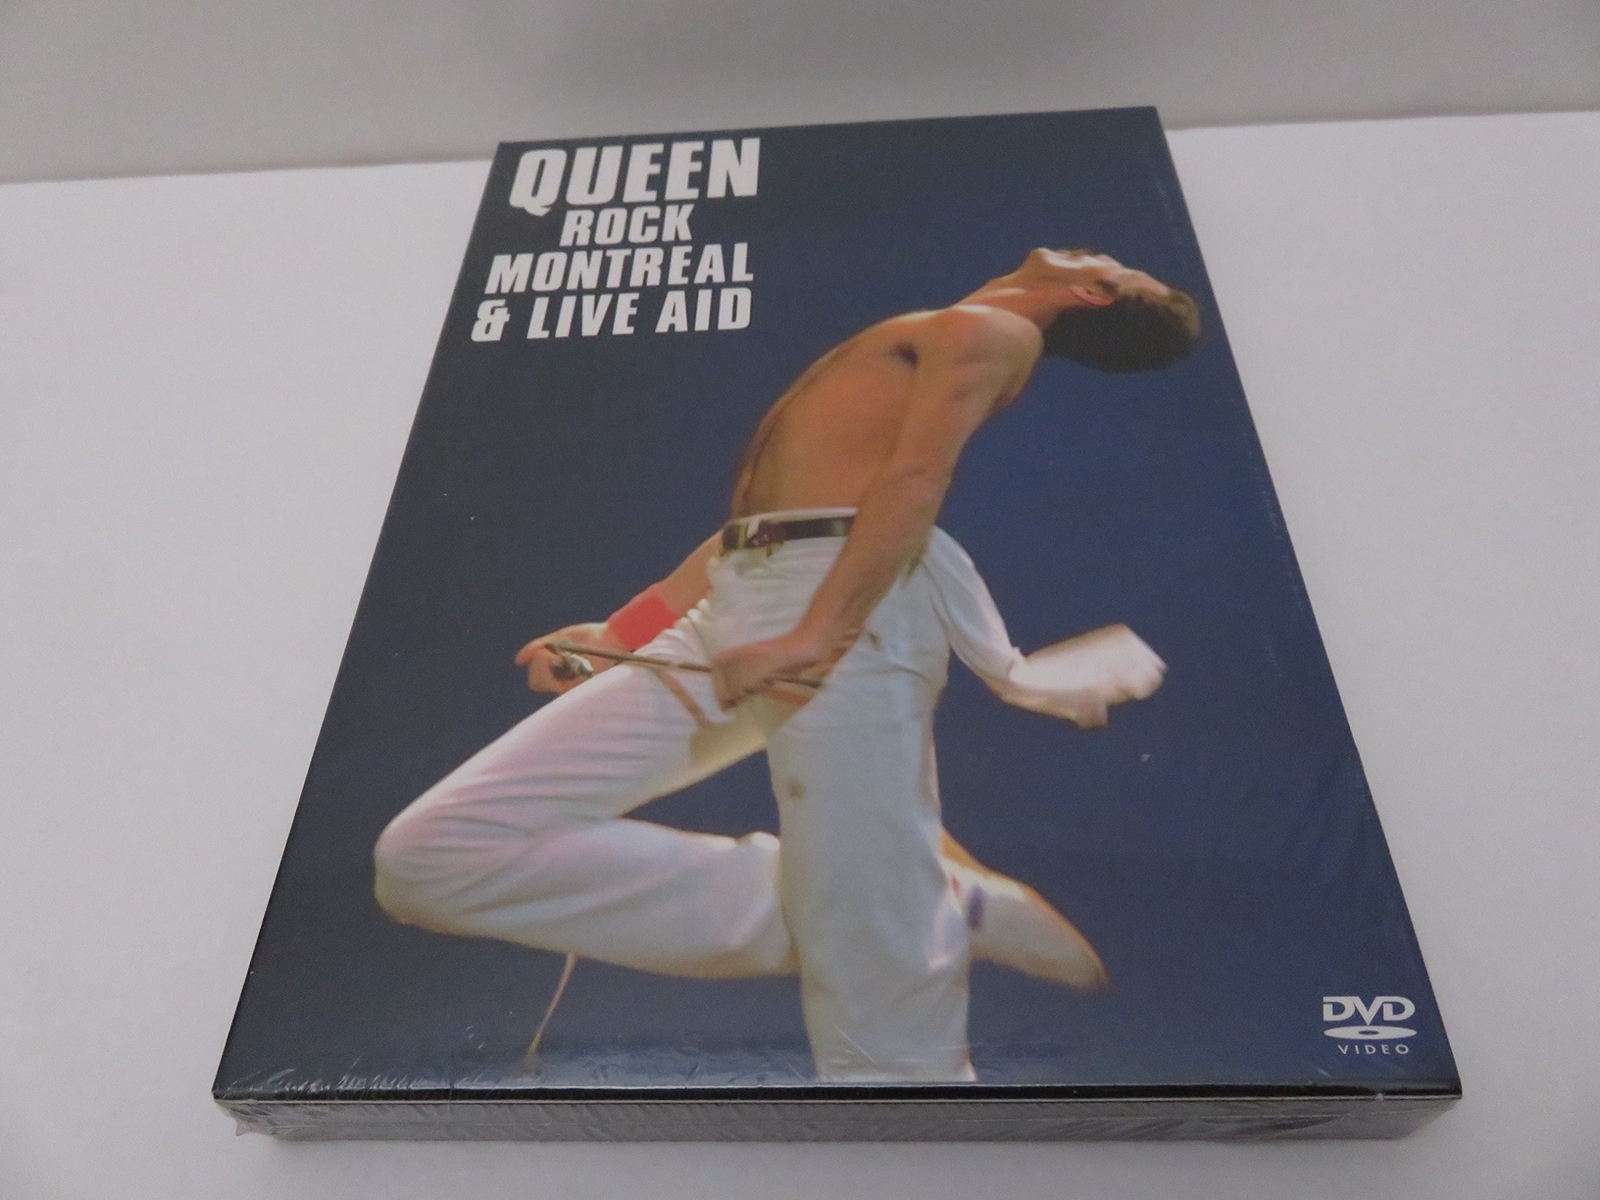 QUEEN
ROCK
MONTREAL
& LIVE AID
DVD
VIDEO